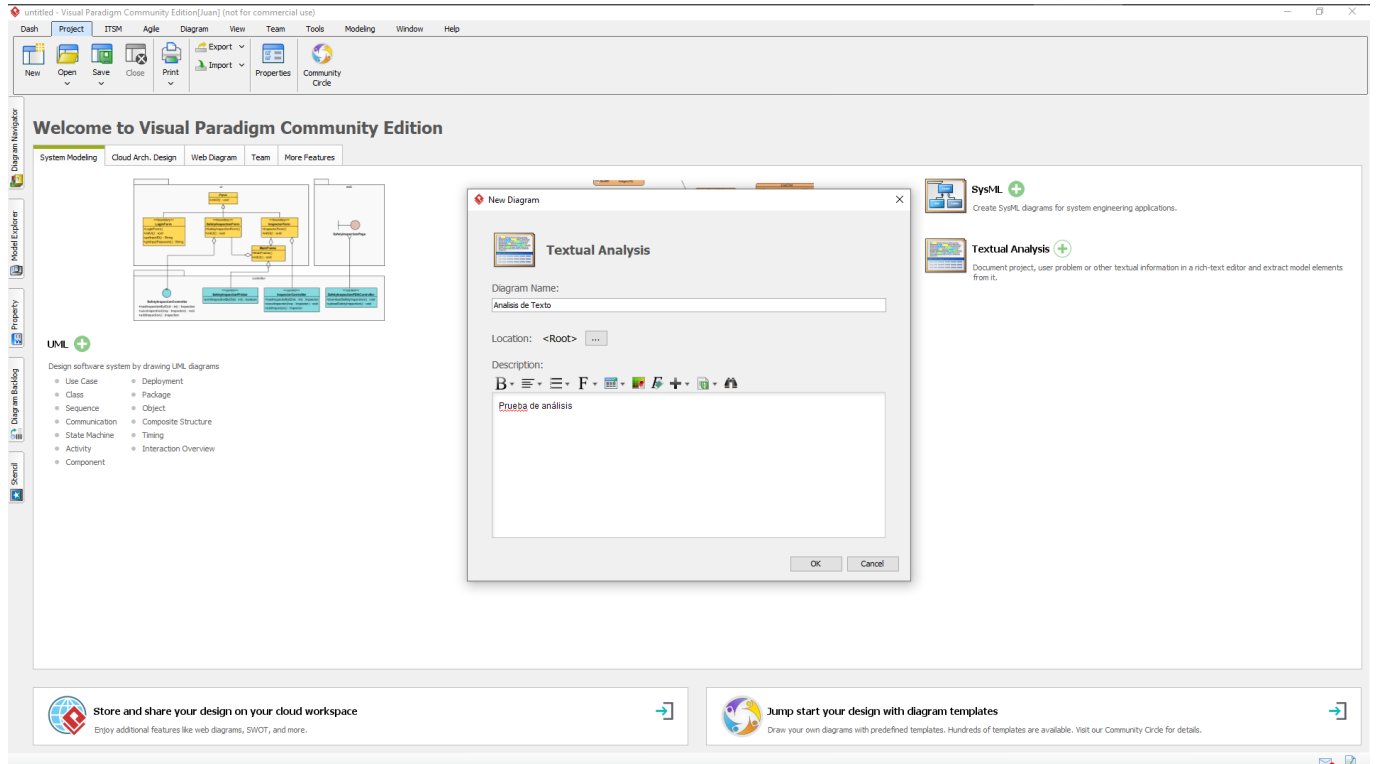 untitled - Visual Paradigm Community Edition[Juan] (not for commercial use)
Dash Project ITSM Agile Diagram View Team Tools Modeling Window Help
New Open Save Close Print Export Import Properties Community Circle
Diagram Navigator
Model Explorer
Property
Diagram Backlog
Stencil
Welcome to Visual Paradigm Community Edition
System Modeling Cloud Arch. Design Web Diagram Team More Features
UML
Design software system by drawing UML diagrams
Use Case
Class
Sequence
Communication
State Machine
Activity
Component
Deployment
Package
Object
Composite Structure
Timing
Interaction Overview
New Diagram
Textual Analysis
Diagram Name:
Analisis de Texto
Location: <Root> ...
Description:
B F F
Prueba de análisis
OK Cancel
SysML
Create SysML diagrams for system engineering applications.
Textual Analysis
Document project, user problem or other textual information in a rich-text editor and extract model elements
from it.
Store and share your design on your cloud workspace
Enjoy additional features like web diagrams, SWOT, and more.
Jump start your design with diagram templates
Draw your own diagrams with predefined templates. Hundreds of templates are available. Visit our Community Circle for details.